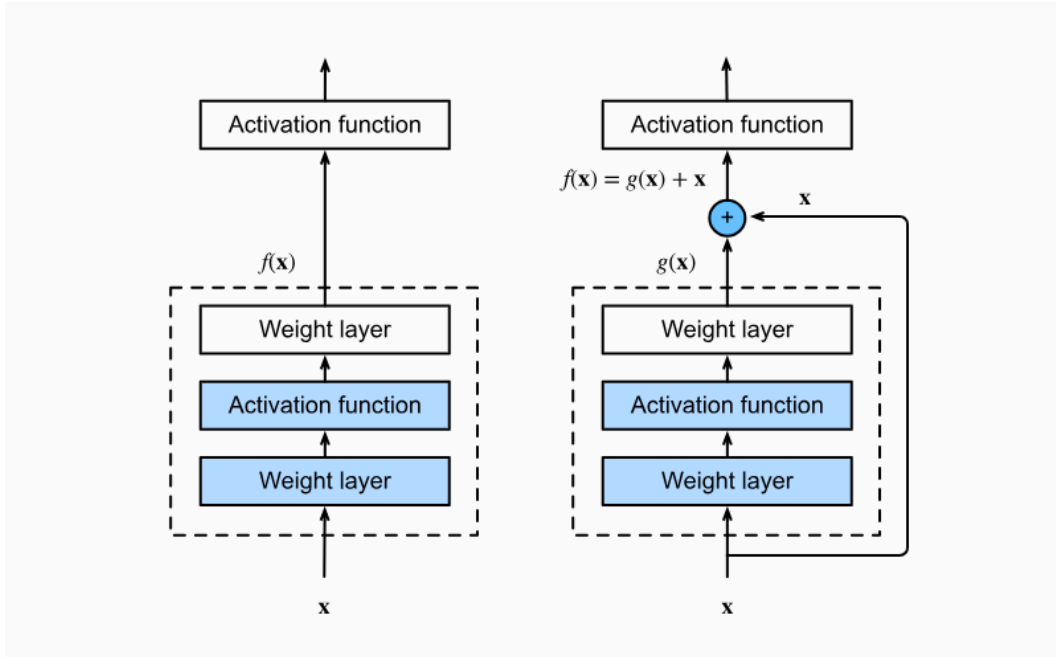 Activation function
f(x)
Weight layer
Activation function
Weight layer
x
Activation function
f(x) = g(x) + x
x
+
g(x)
Weight layer
Activation function
Weight layer
x